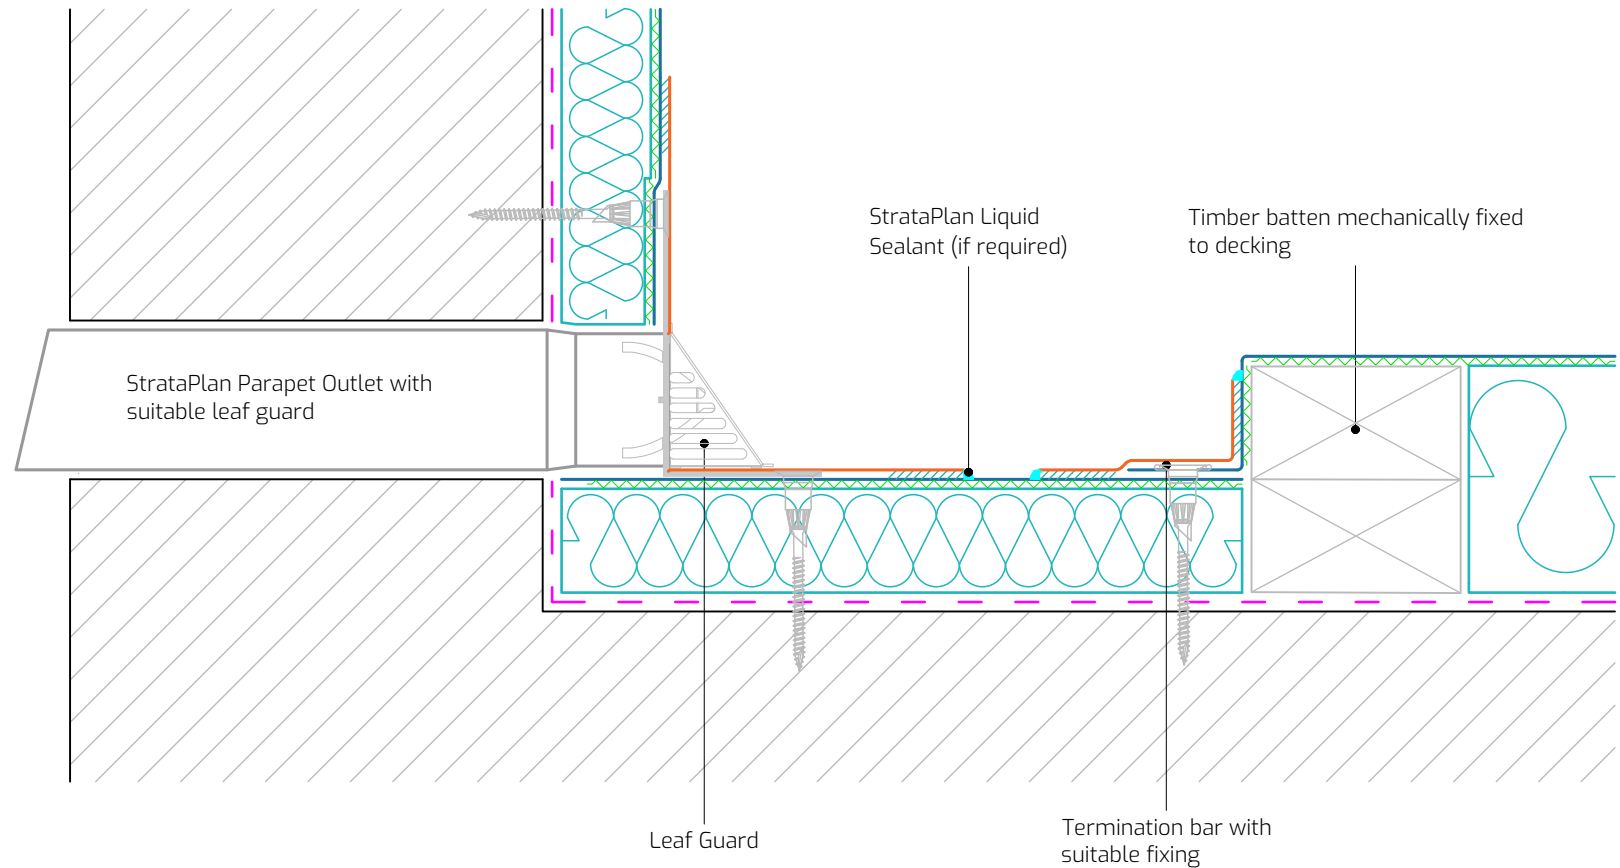 StrataPlan Liquid
Sealant (if required)
Timber batten mechanically fixed
to decking
StrataPlan Parapet Outlet with
suitable leaf guard
Leaf Guard
Termination bar with
suitable fixing